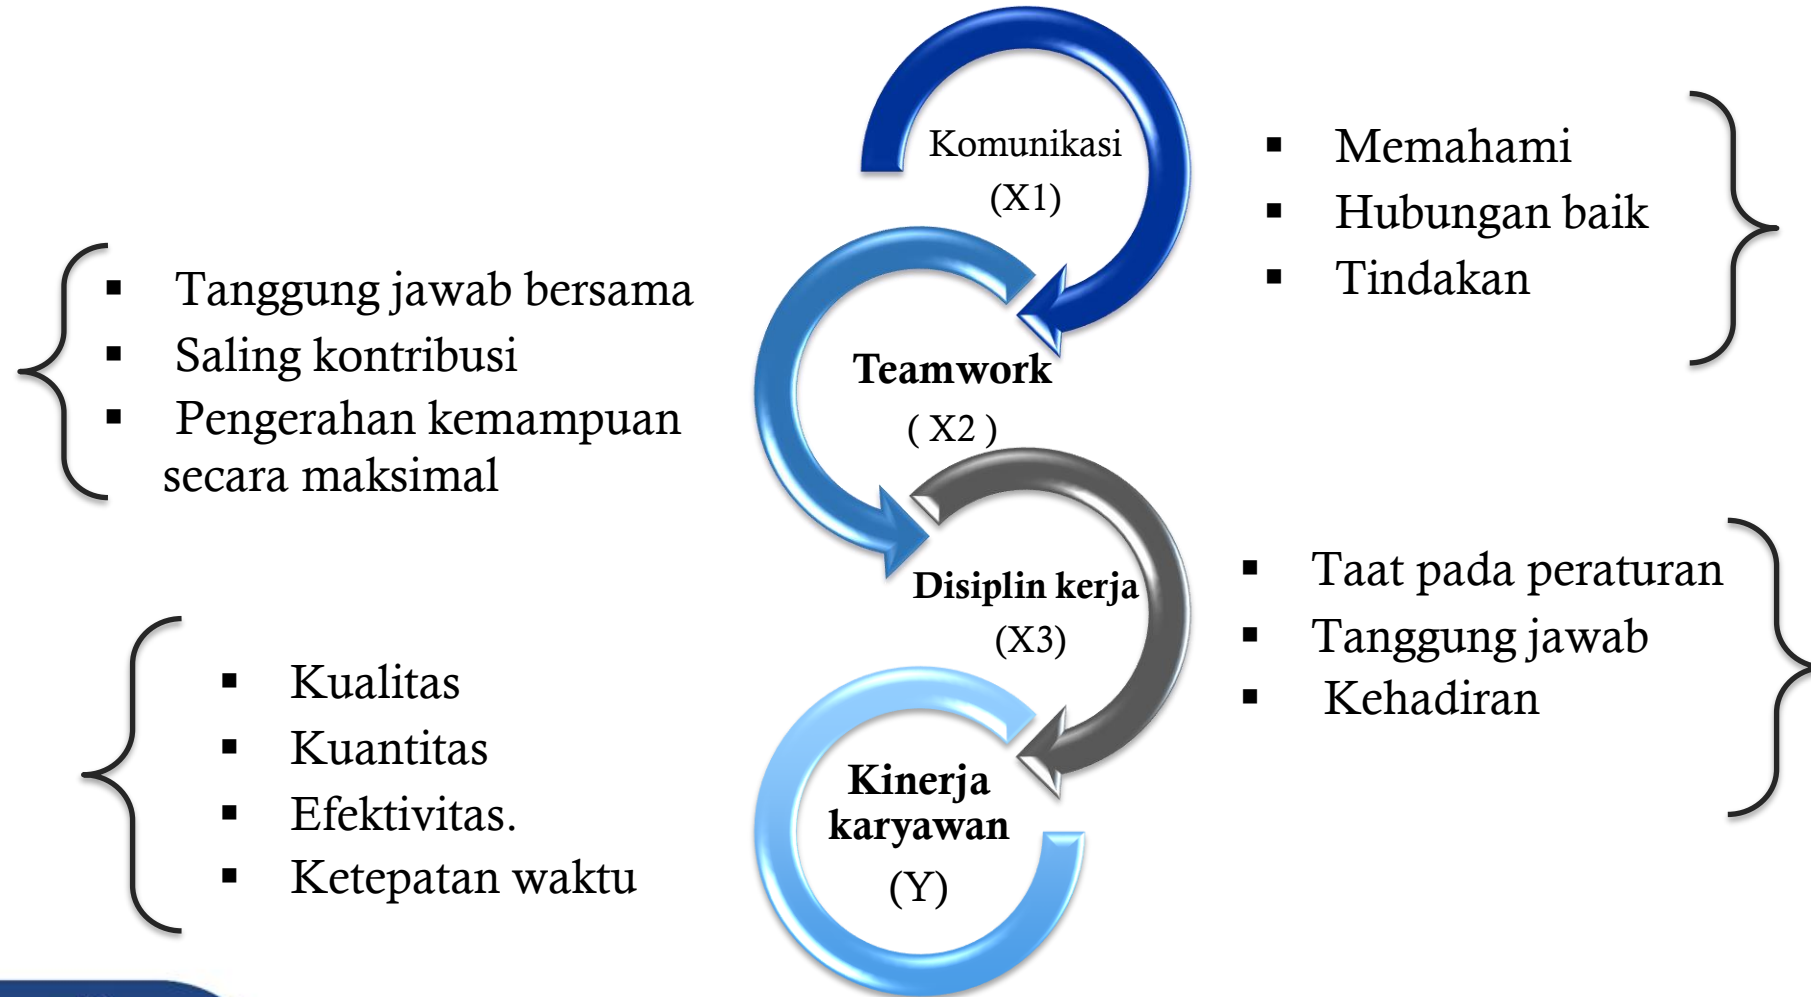 Komunikasi
(X1)
▪ Memahami
▪ Hubungan baik
▪ Tindakan
▪ Tanggung jawab bersama
▪ Saling kontribusi
▪ Pengerahan kemampuan
secara maksimal
Teamwork
( X2 )
Disiplin kerja
(X3)
▪ Taat pada peraturan
▪ Tanggung jawab
▪ Kehadiran
▪ Kualitas
▪ Kuantitas
▪ Efektivitas.
▪ Ketepatan waktu
Kinerja
karyawan
(Y)